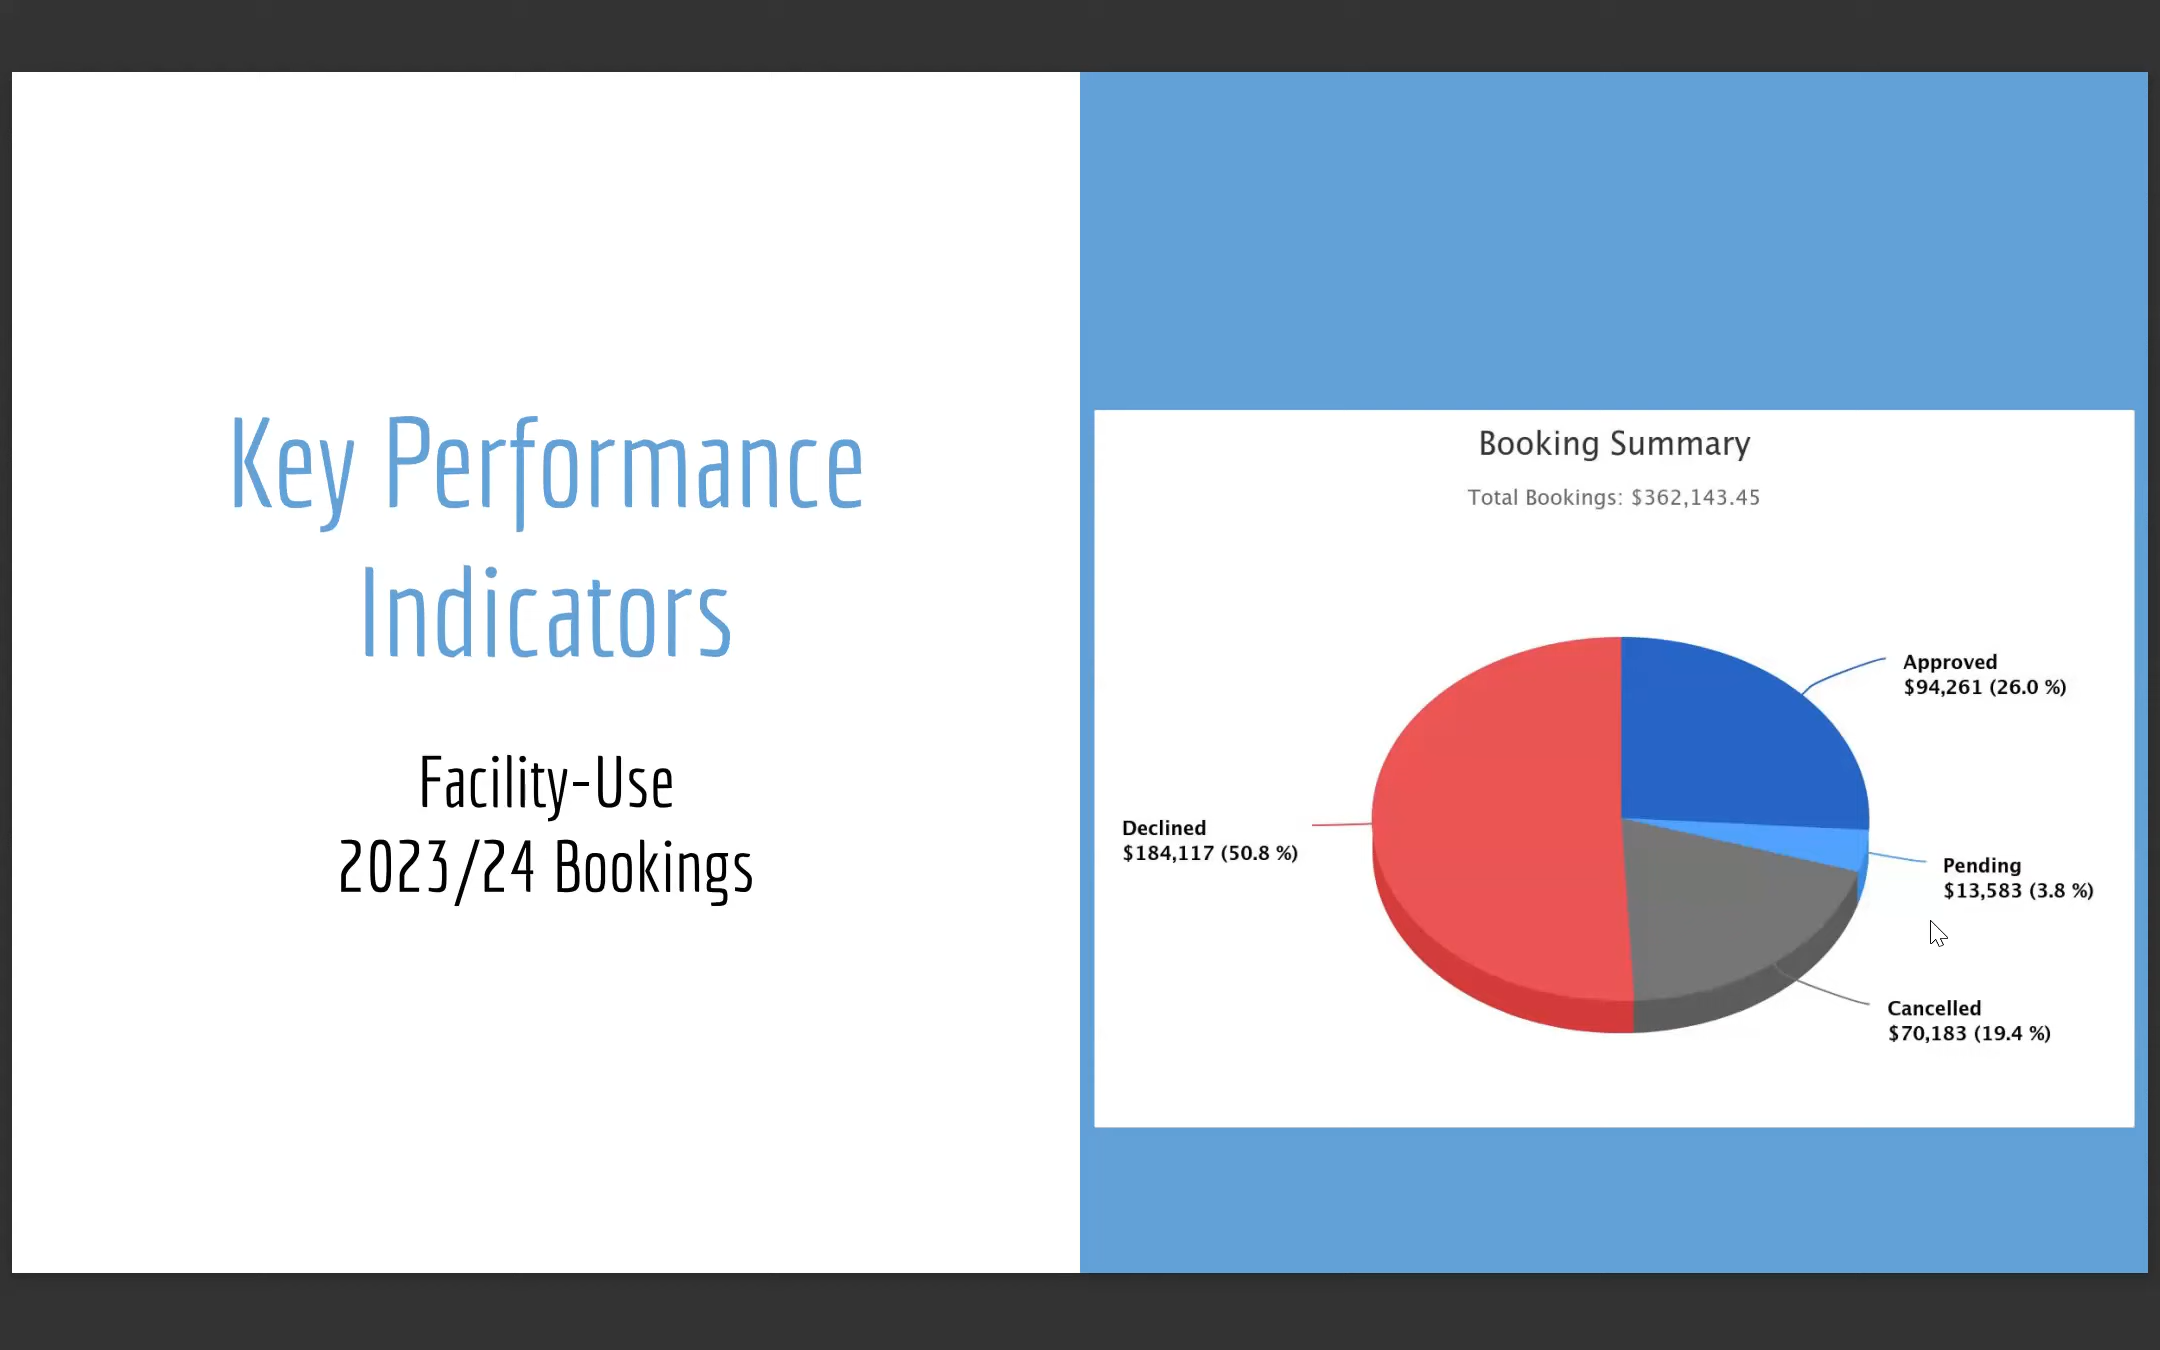 Key Performance
Indicators
Facility-Use
2023/24 Bookings
Booking Summary
Total Bookings: $362,143.45
Approved
$94,261 (26.0 %)
Declined
$184,117 (50.8 %)
Pending
$13,583 (3.8 %)
Cancelled
$70,183 (19.4 %)